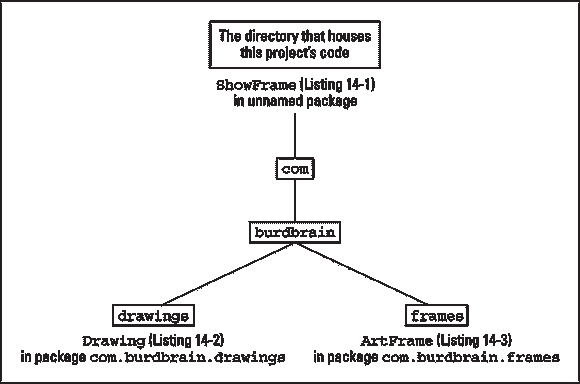 The directory that houses
this project's code
ShowFrame (Listing 14-1)
in unnamed package
com
burdbrain
drawings
Drawing (Listing 14-2)
in package com.burdbrain.drawings
frames
ArtFrame (Listing 14-3)
in package com.burdbrain.frames